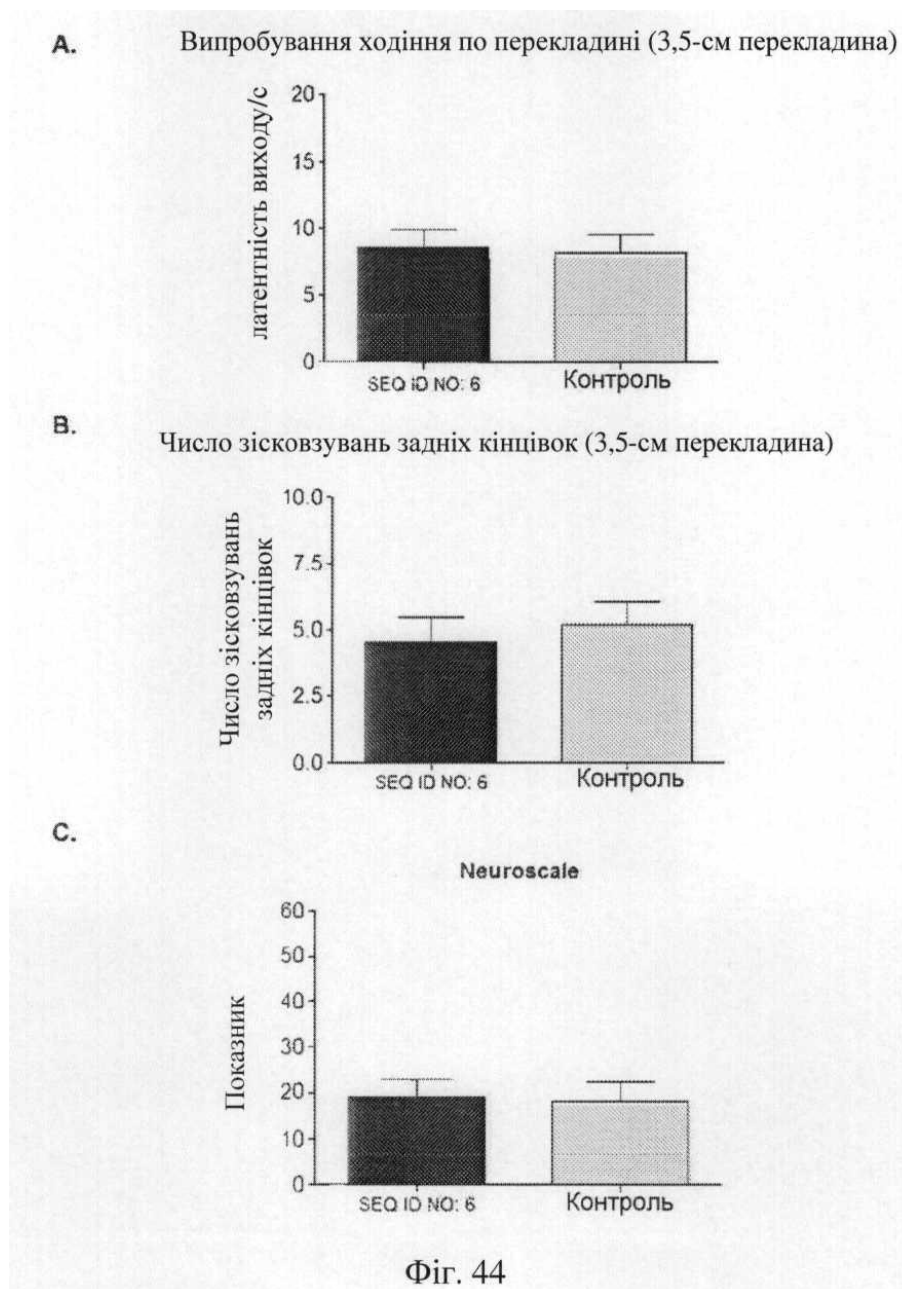 A. Випробування ходіння по перекладині (3,5-см перекладина)
латентність виходу/с
20
15
10
5
0
SEQ ID NO: 6 Контроль
B.
Число зісковзувань задніх кінцівок (3,5-см перекладина)
Число зісковзувань
задніх кінцівок
10.0
7.5
5.0
2.5
0.0
SEQ ID NO: 6 Контроль
C.
Neuroscale
Показник
60
50
40
30
20
10
0
SEQ ID NO: 6 Контроль
Фіг. 44